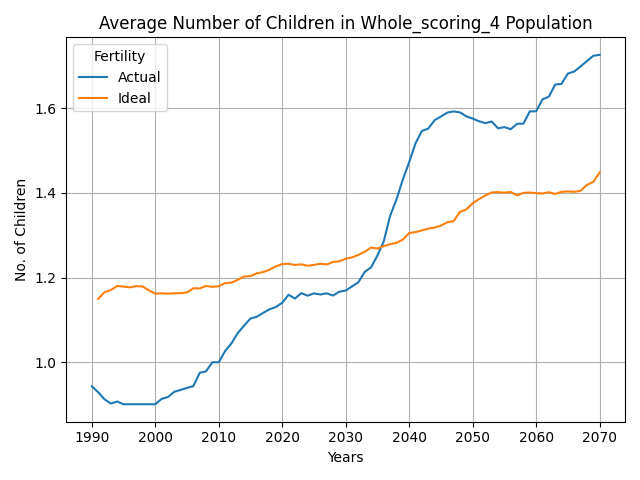 Average Number of Children in Whole_scoring_4 Population
Fertility
Actual
Ideal
No. of Children
1.6
1.4
1.2
1.0
1990 2000 2010 2020 2030 2040 2050 2060 2070
Years